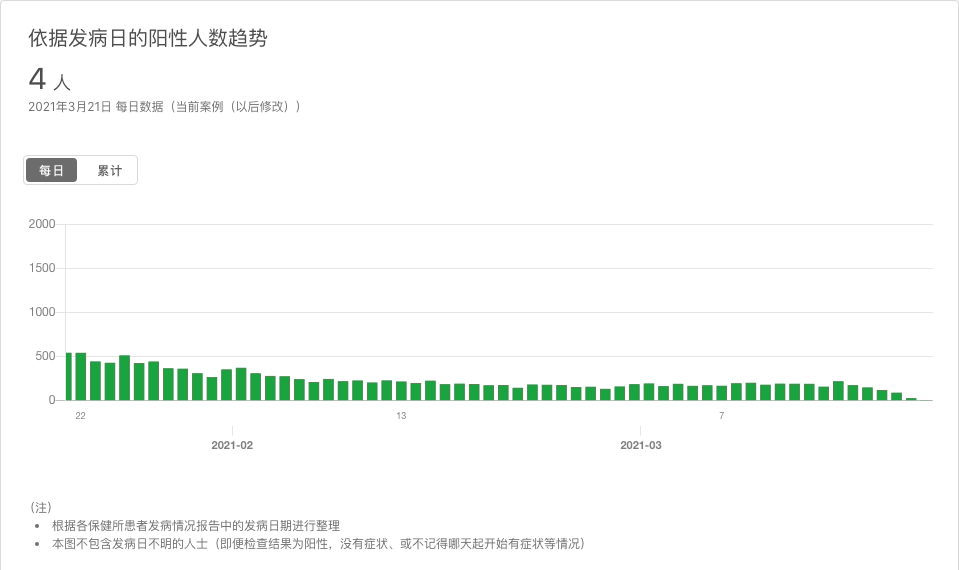 依据发病日的阳性人数趋势
4 人
2021年3月21日 每日数据（当前案例（以后修改））
每日 累计
2000
1500
1000
500
0
22 13 7
2021-02 2021-03
（注）
• 根据各保健所患者发病情况报告中的发病日期进行整理
• 本图不包含发病日不明的人士（即便检查结果为阳性，没有症状、或不记得哪天起开始有症状等情况）